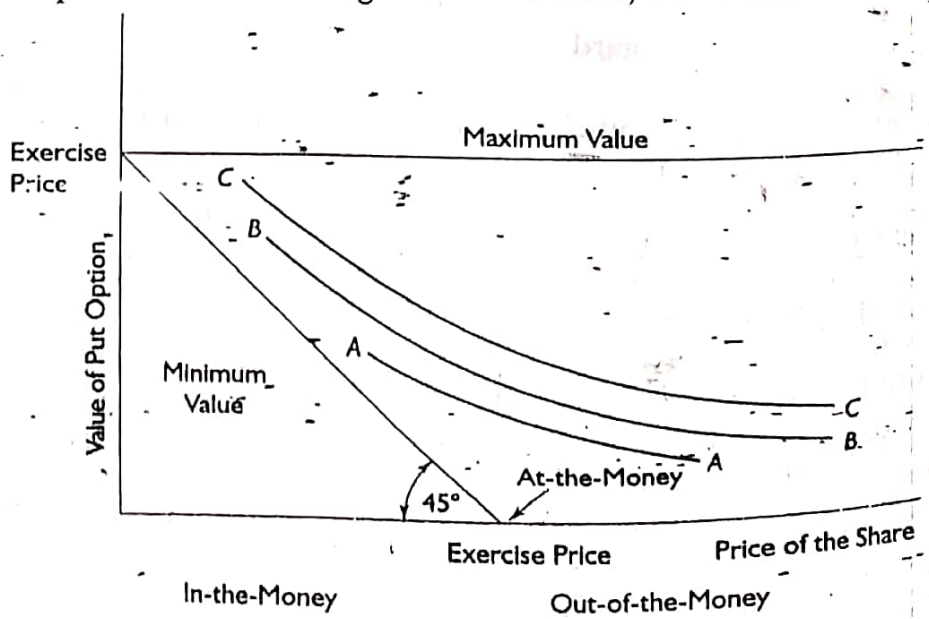 Maximum Value
Exercise
Price
C
B
A
Value of Put Option,
Minimum
Value
C
B.
A
At-the-Money
45°
Exercise Price
Price of the Share
In-the-Money
Out-of-the-Money